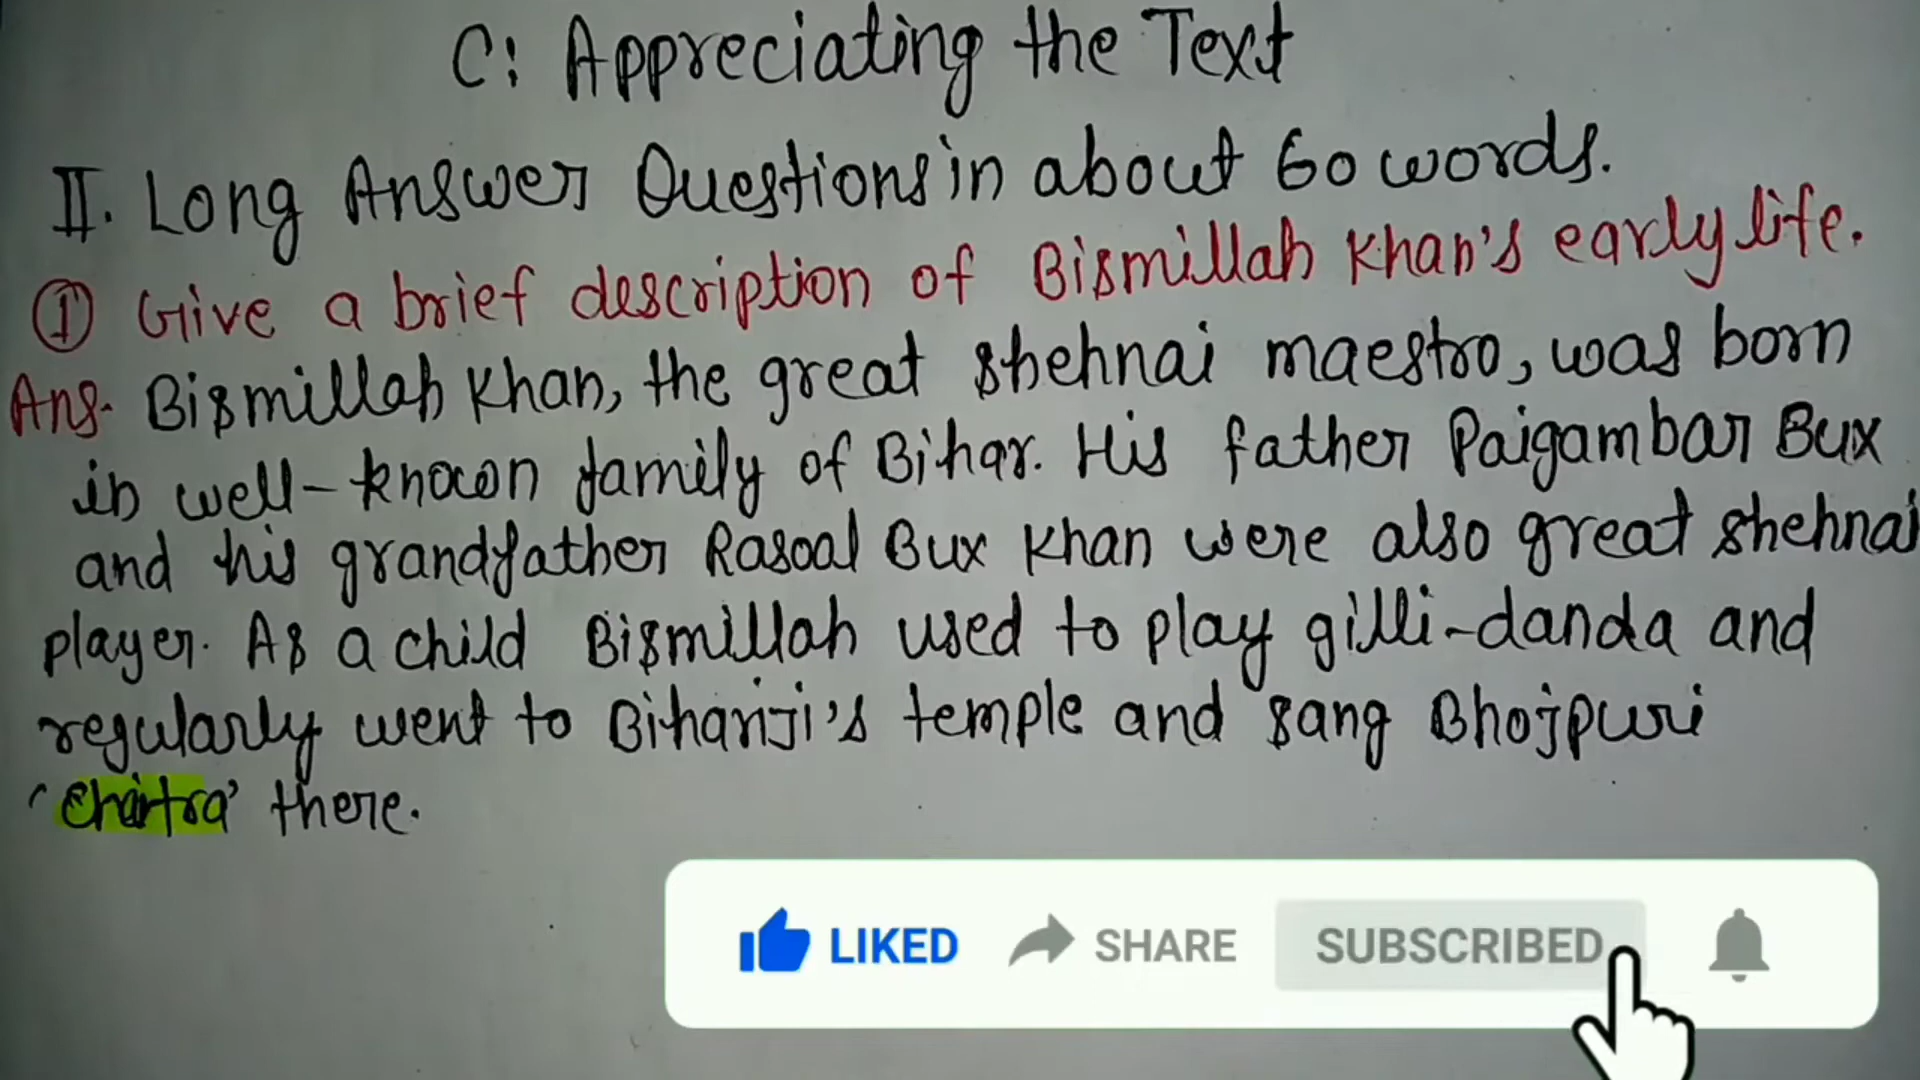 C: Appreciating the Text
II. Long Answer Questions in about 60 words.
① Give a brief description of Bismillah Khan's early life.
Ans. Bismillah Khan, the great shehnai maestro, was born
in well-known family of Bihar. His father Paigambar Bux
and his grandfather Rasool Bux Khan were also great shehnai
player. As a child Bismillah used to play gilli-danda and
regularly went to Bihariji's temple and sang Bhojpuri
'Chaitra' there.
LIKED SHARE SUBSCRIBED